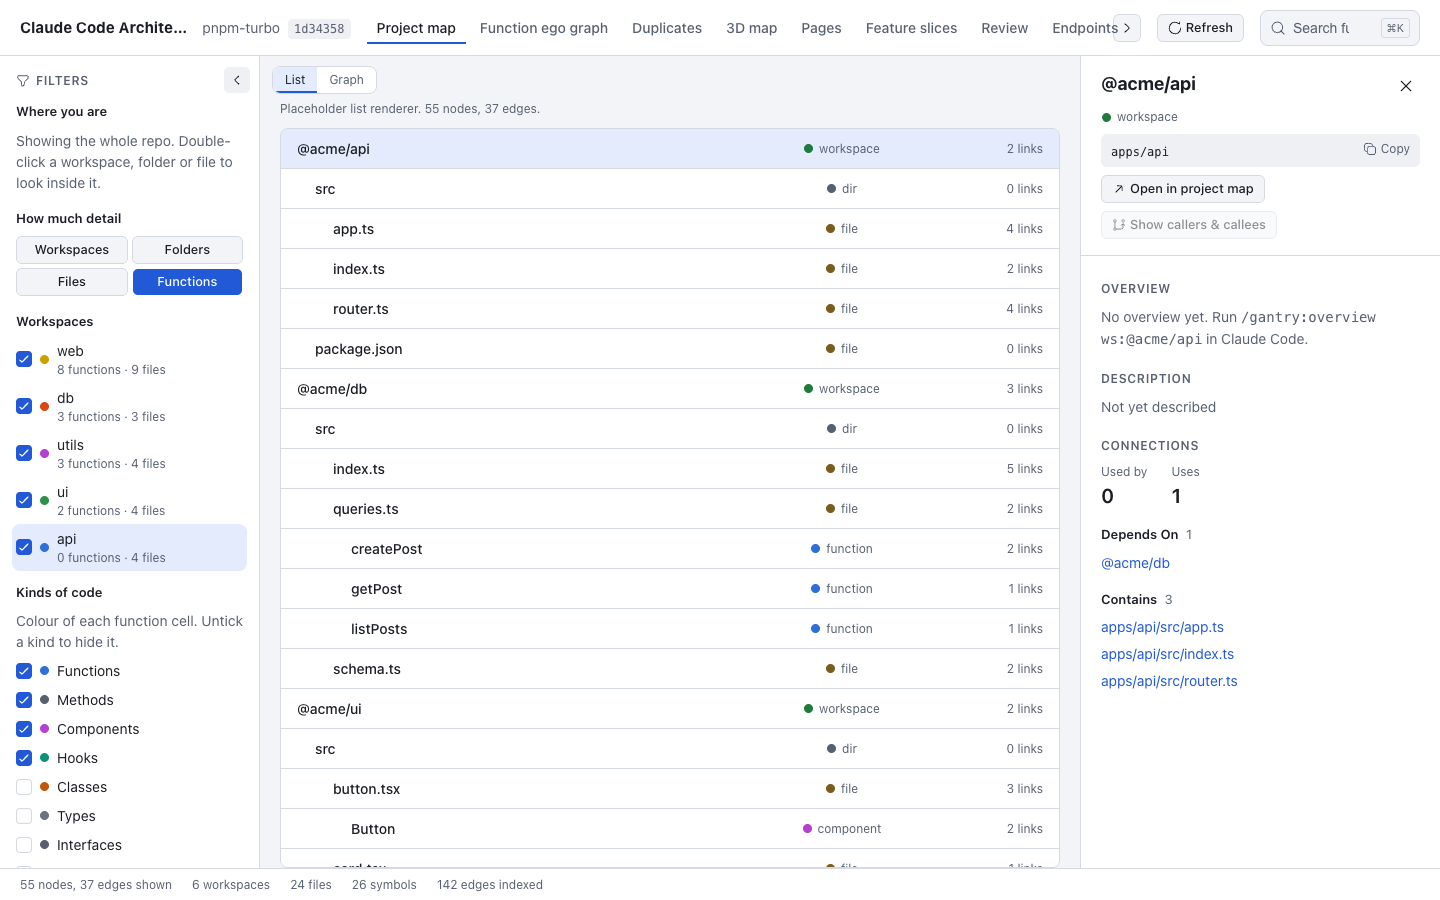 Claude Code Archite...
pnpm-turbo
1d34358
Project map
Function ego graph
Duplicates
3D map
Pages
Feature slices
Review
Endpoints
Refresh
Search
⌘K
FILTERS
Where you are
Showing the whole repo. Double-
click a workspace, folder or file to
look inside it.
How much detail
Workspaces
Folders
Files
Functions
Workspaces
web
8 functions · 9 files
db
3 functions · 3 files
utils
3 functions · 4 files
ui
2 functions · 4 files
api
0 functions · 4 files
Kinds of code
Colour of each function cell. Untick
a kind to hide it.
Functions
Methods
Components
Hooks
Classes
Types
Interfaces
List
Graph
Placeholder list renderer. 55 nodes, 37 edges.
@acme/api workspace 2 links
src dir 0 links
app.ts file 4 links
index.ts file 2 links
router.ts file 4 links
package.json file 0 links
@acme/db workspace 3 links
src dir 0 links
index.ts file 5 links
queries.ts file 2 links
createPost function 2 links
getPost function 1 links
listPosts function 1 links
schema.ts file 2 links
@acme/ui workspace 2 links
src dir 0 links
button.tsx file 3 links
Button component 2 links
@acme/api
workspace
apps/api
Copy
Open in project map
Show callers & callees
OVERVIEW
No overview yet. Run /gantry:overview
ws:@acme/api in Claude Code.
DESCRIPTION
Not yet described
CONNECTIONS
Used by Uses
0 1
Depends On 1
@acme/db
Contains 3
apps/api/src/app.ts
apps/api/src/index.ts
apps/api/src/router.ts
55 nodes, 37 edges shown
6 workspaces
24 files
26 symbols
142 edges indexed